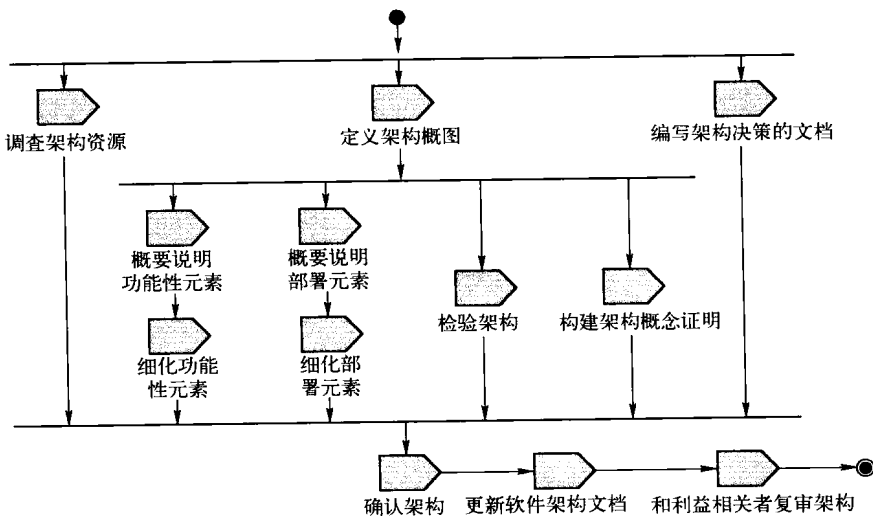 调查架构资源
定义架构概图
编写架构决策的文档
概要说明
功能性元素
概要说明
部署元素
检验架构
构建架构概念证明
细化功能
性元素
细化部
署元素
确认架构
更新软件架构文档
和利益相关者复审架构